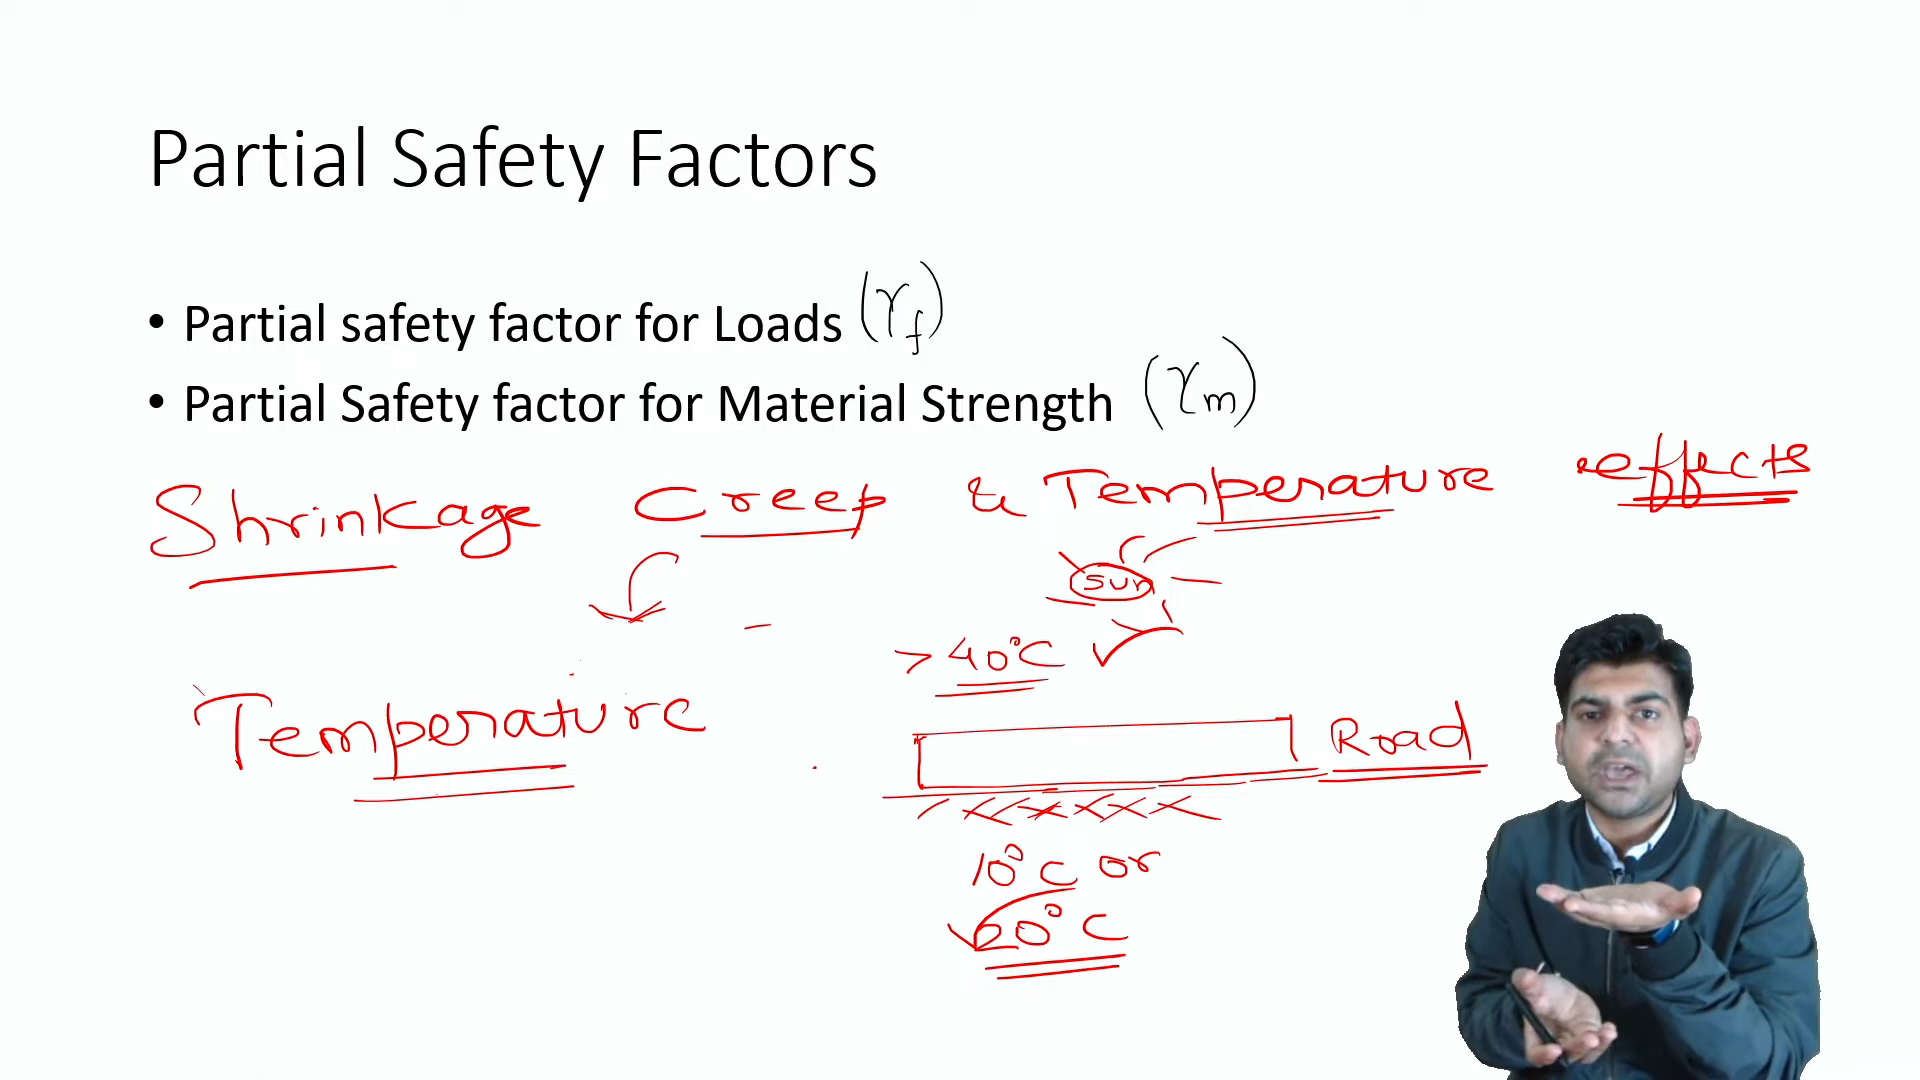 Partial Safety Factors
• Partial safety factor for Loads (γf)
• Partial Safety factor for Material Strength (γm)
Shrinkage Creep & Temperature effects
sun
> 40°C
Temperature
Road
10°C or
20°C